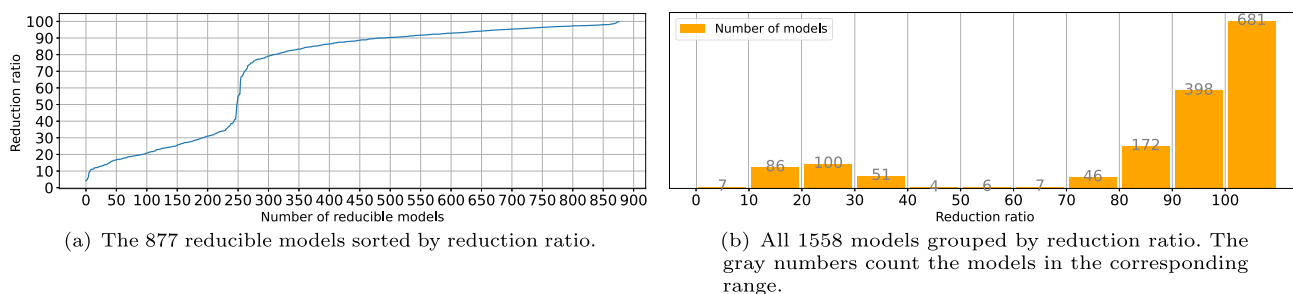 100
90
80
70
60
50
40
30
20
10
0
Reduction ratio
0 50 100 150 200 250 300 350 400 450 500 550 600 650 700 750 800 850 900
Number of reducible models
(a) The 877 reducible models sorted by reduction ratio.
Number of models
7 86 100 51 4 6 7 46 172 398 681
0 10 20 30 40 50 60 70 80 90 100
Reduction ratio
(b) All 1558 models grouped by reduction ratio. The
gray numbers count the models in the corresponding
range.